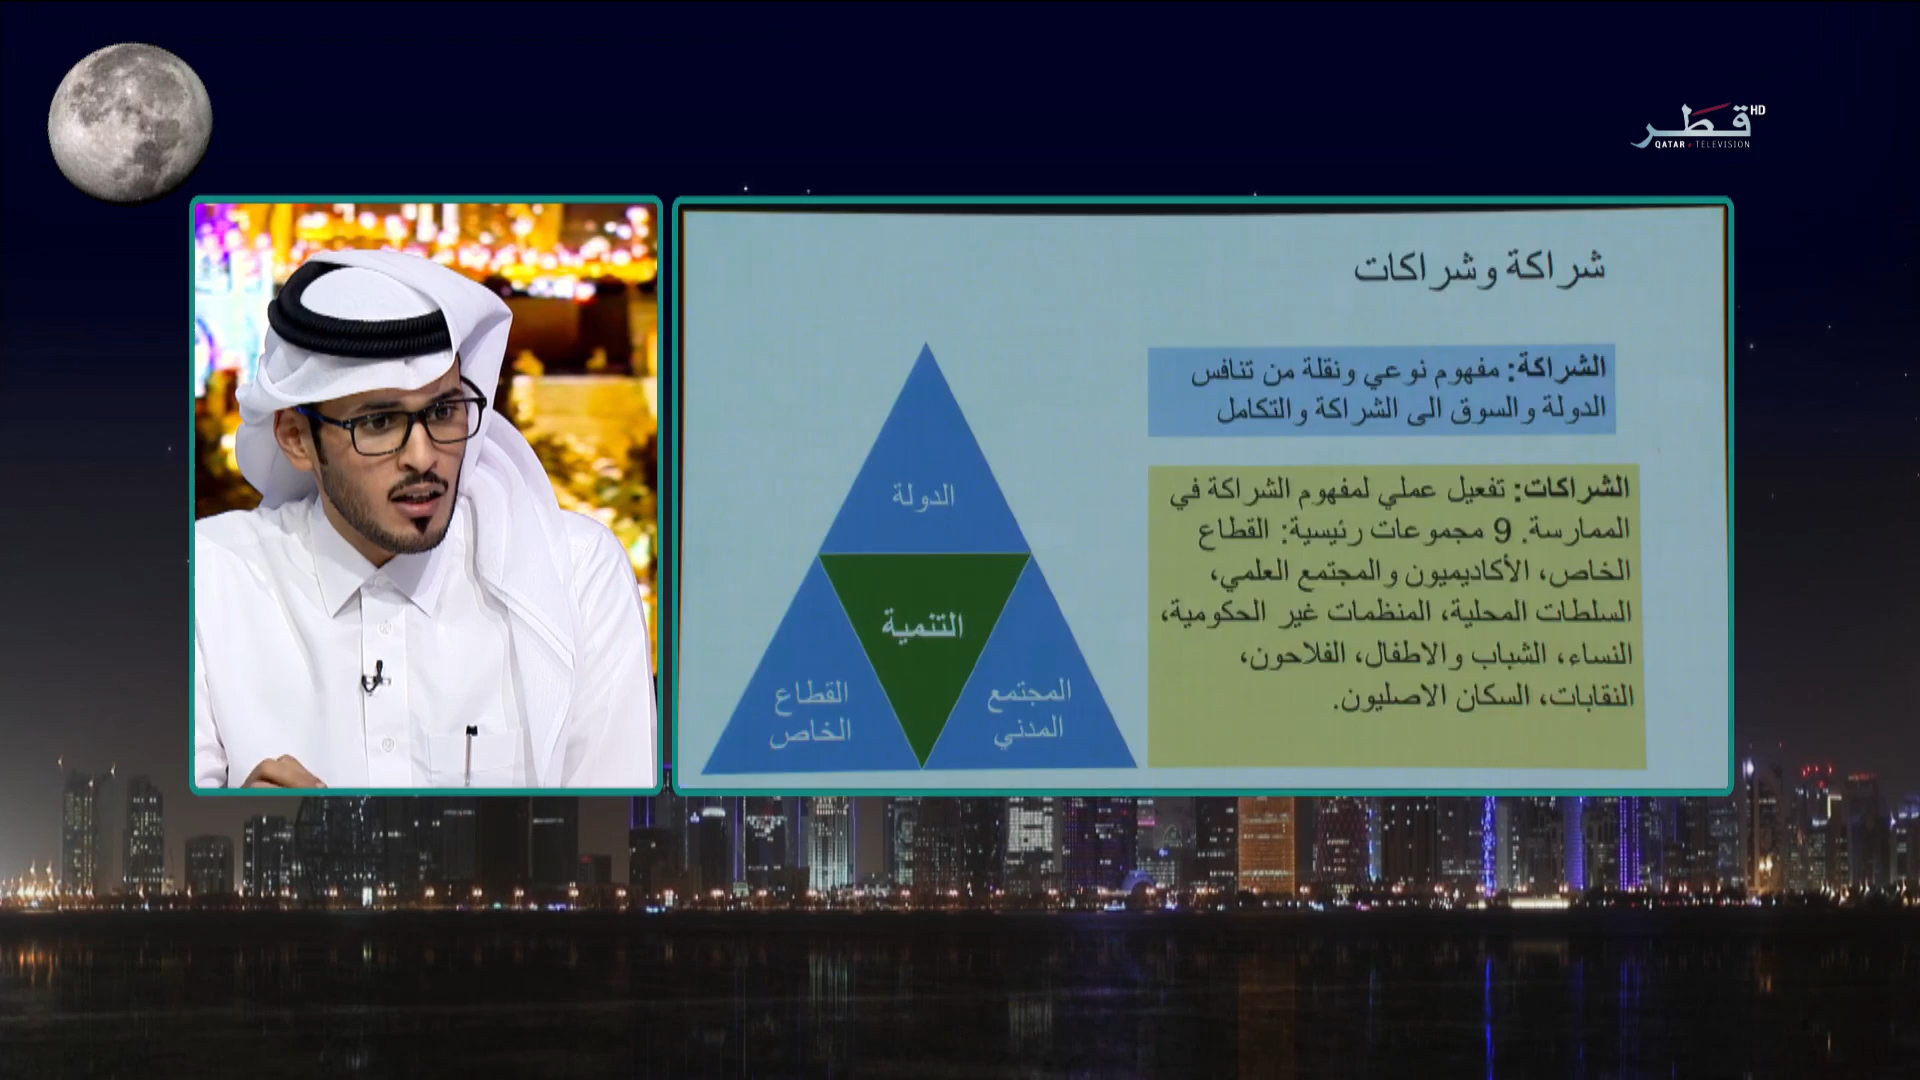 قطر HD
QATAR TELEVISION
شراكة وشراكات
الشراكة: مفهوم نوعي ونقلة من تنافس
الدولة والسوق الى الشراكة والتكامل
الشراكات: تفعيل عملي لمفهوم الشراكة في
الممارسة. 9 مجموعات رئيسية: القطاع
الخاص، الأكاديميون والمجتمع العلمي،
السلطات المحلية، المنظمات غير الحكومية،
النساء، الشباب والاطفال، الفلاحون،
النقابات، السكان الاصليون.
الدولة
التنمية
المجتمع
المدني
القطاع
الخاص